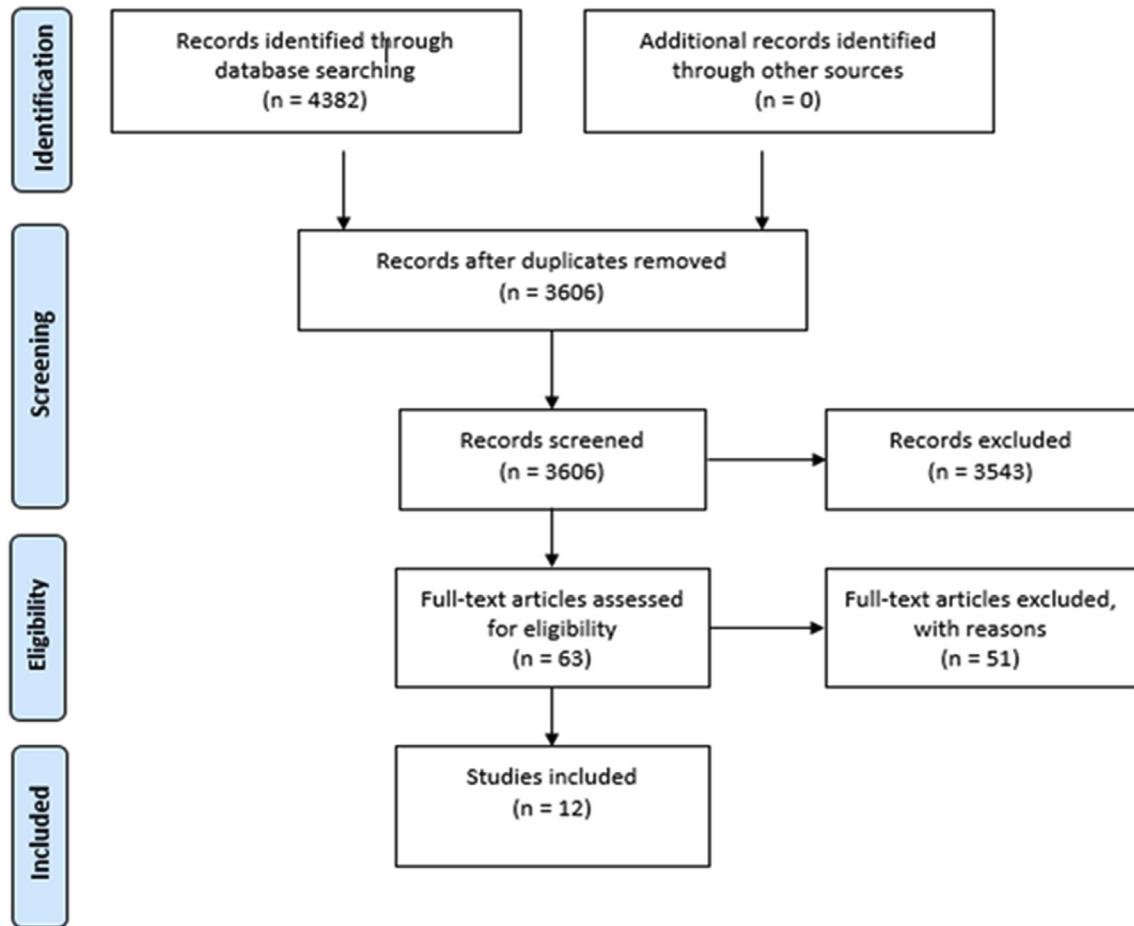 Identification
Records identified through
database searching
(n = 4382)
Additional records identified
through other sources
(n = 0)
Screening
Records after duplicates removed
(n = 3606)
Records screened
(n = 3606)
Records excluded
(n = 3543)
Eligibility
Full-text articles assessed
for eligibility
(n = 63)
Full-text articles excluded,
with reasons
(n = 51)
Included
Studies included
(n = 12)